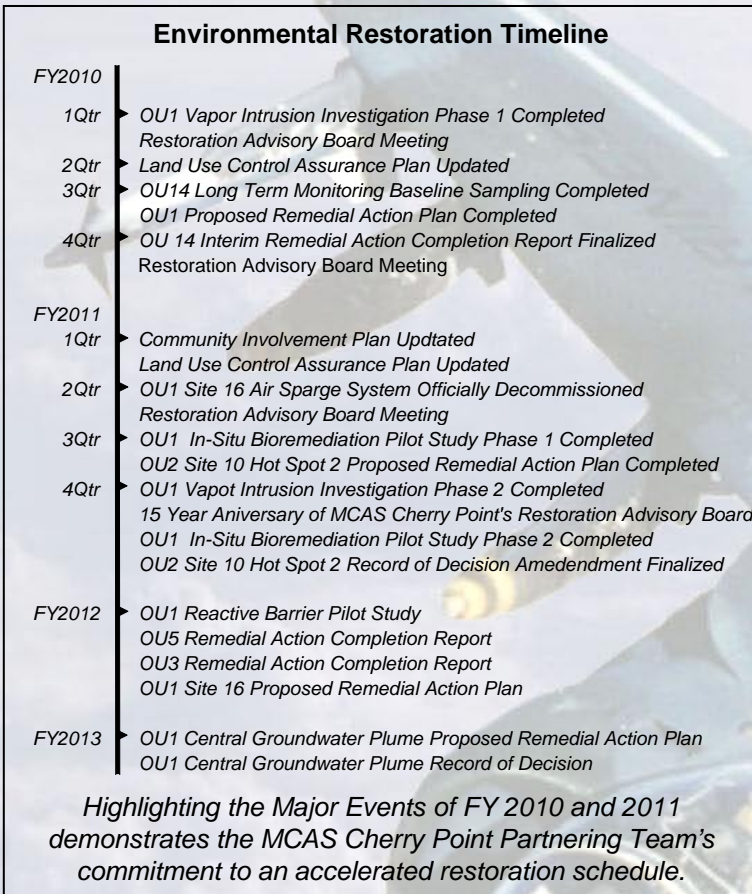 Environmental Restoration Timeline
FY2010
1Qtr OU1 Vapor Intrusion Investigation Phase 1 Completed
Restoration Advisory Board Meeting
2Qtr Land Use Control Assurance Plan Updated
3Qtr OU14 Long Term Monitoring Baseline Sampling Completed
OU1 Proposed Remedial Action Plan Completed
4Qtr OU 14 Interim Remedial Action Completion Report Finalized
Restoration Advisory Board Meeting
FY2011
1Qtr Community Involvement Plan Updtated
Land Use Control Assurance Plan Updated
2Qtr OU1 Site 16 Air Sparge System Officially Decommissioned
Restoration Advisory Board Meeting
3Qtr OU1 In-Situ Bioremediation Pilot Study Phase 1 Completed
OU2 Site 10 Hot Spot 2 Proposed Remedial Action Plan Completed
4Qtr OU1 Vapot Intrusion Investigation Phase 2 Completed
15 Year Aniversary of MCAS Cherry Point's Restoration Advisory Board
OU1 In-Situ Bioremediation Pilot Study Phase 2 Completed
OU2 Site 10 Hot Spot 2 Record of Decision Amedendment Finalized
FY2012 OU1 Reactive Barrier Pilot Study
OU5 Remedial Action Completion Report
OU3 Remedial Action Completion Report
OU1 Site 16 Proposed Remedial Action Plan
FY2013 OU1 Central Groundwater Plume Proposed Remedial Action Plan
OU1 Central Groundwater Plume Record of Decision
Highlighting the Major Events of FY 2010 and 2011
demonstrates the MCAS Cherry Point Partnering Team's
commitment to an accelerated restoration schedule.